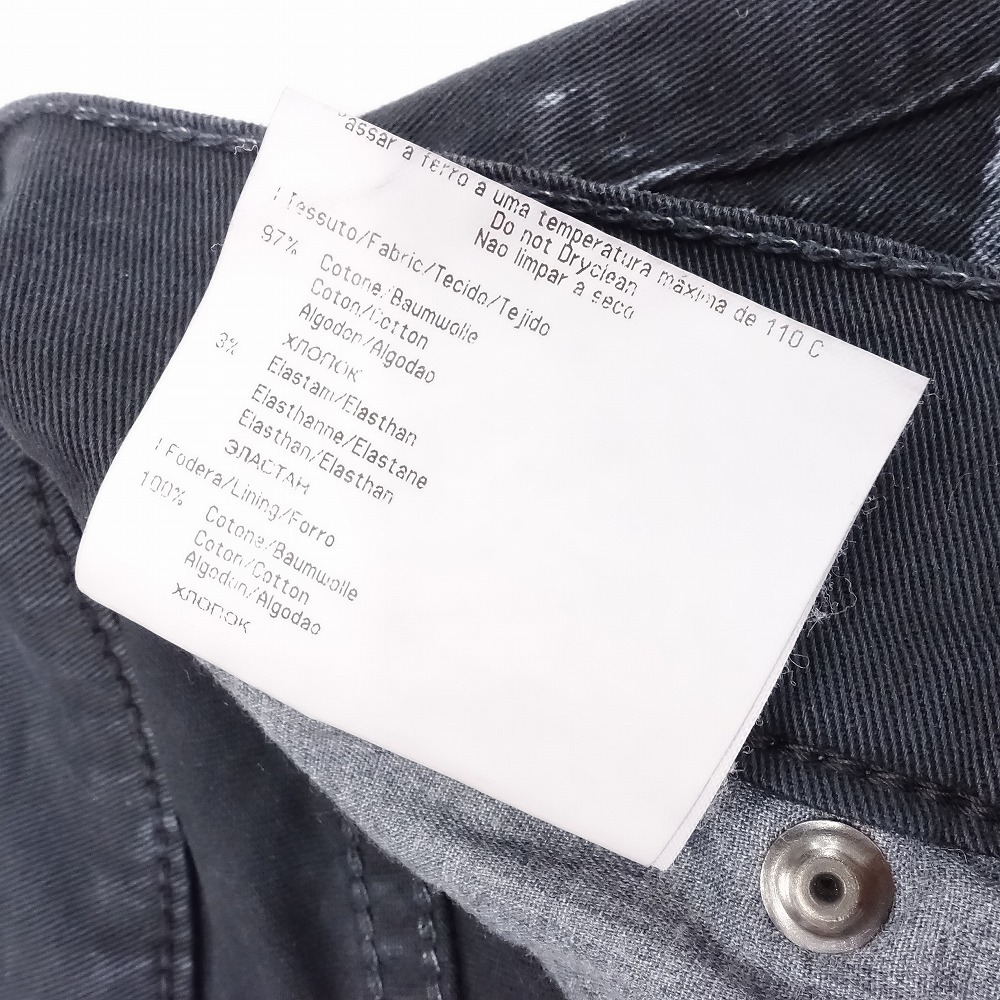 assar a ferro a uma temperatura máxima de 110 C
Do not Dryclean
Nao limpar a seco
| Tessuto/Fabric/Tecido/Tejido
97% Cotone/Baumwolle
Coton/Cotton
Algodon/Algodao
ХЛОПОК
3% Elastam/Elasthan
Elasthanne/Elastane
Elasthan/Elasthan
ЭЛАСТАН
| Fodera/Lining/Forro
100% Cotone/Baumwolle
Coton/Cotton
Algodon/Algodao
ХЛОПОК